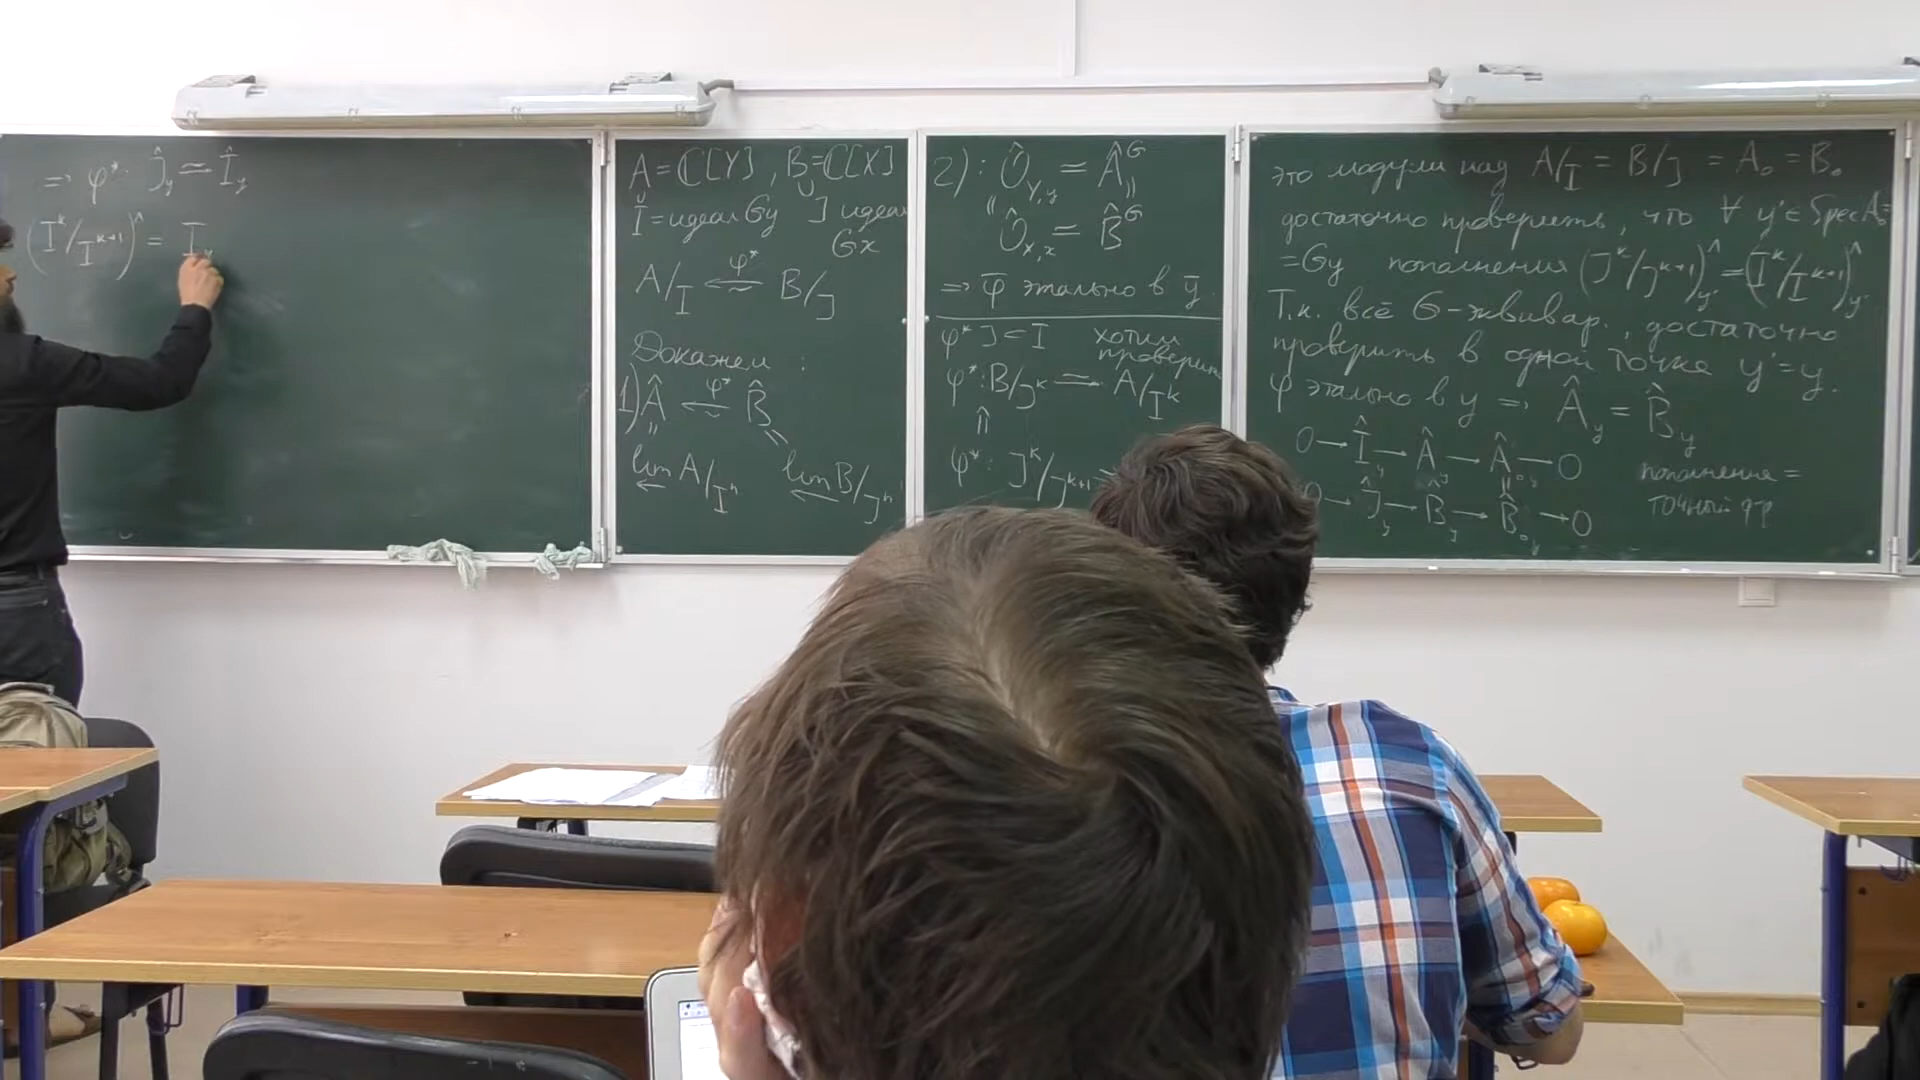 => φ*: Ĵ_y ≃ Î_y
(I^k/I^{k+1})^ = I
A = ℂ[Y], B = ℂ[X]
I = идеал Gy J идеал
Gx
A/I ←~ φ* B/J
Докажем :
1) Â ←~ φ* B̂
lim A/I^n lim B/J^n
2): Ô_{Y,y} = Â^G
Ô_{X,x} = B̂^G
=> φ̄ этально в ȳ.
φ*J ⊂ I хотим
проверить
φ*: B/J^k ⥲ A/I^k
⇑
φ*: J^k/J^{k+1}
это модули над A/I = B/J = A₀ = B₀
достаточно проверить, что ∀ y' ∈ Spec A₀ =
= Gy пополнения (J^k/J^{k+1})^_{y'} = (I^k/I^{k+1})^_{y'}
Т.к. всё G-эквивар., достаточно
проверить в одной точке y' = y.
φ этально в y => Â_y = B̂_y
0 → Î_y → Â_y → Â_{0,y} → 0
0 → Ĵ_y → B̂_y → B̂_{0,y} → 0
пополнение =
точный ф-р